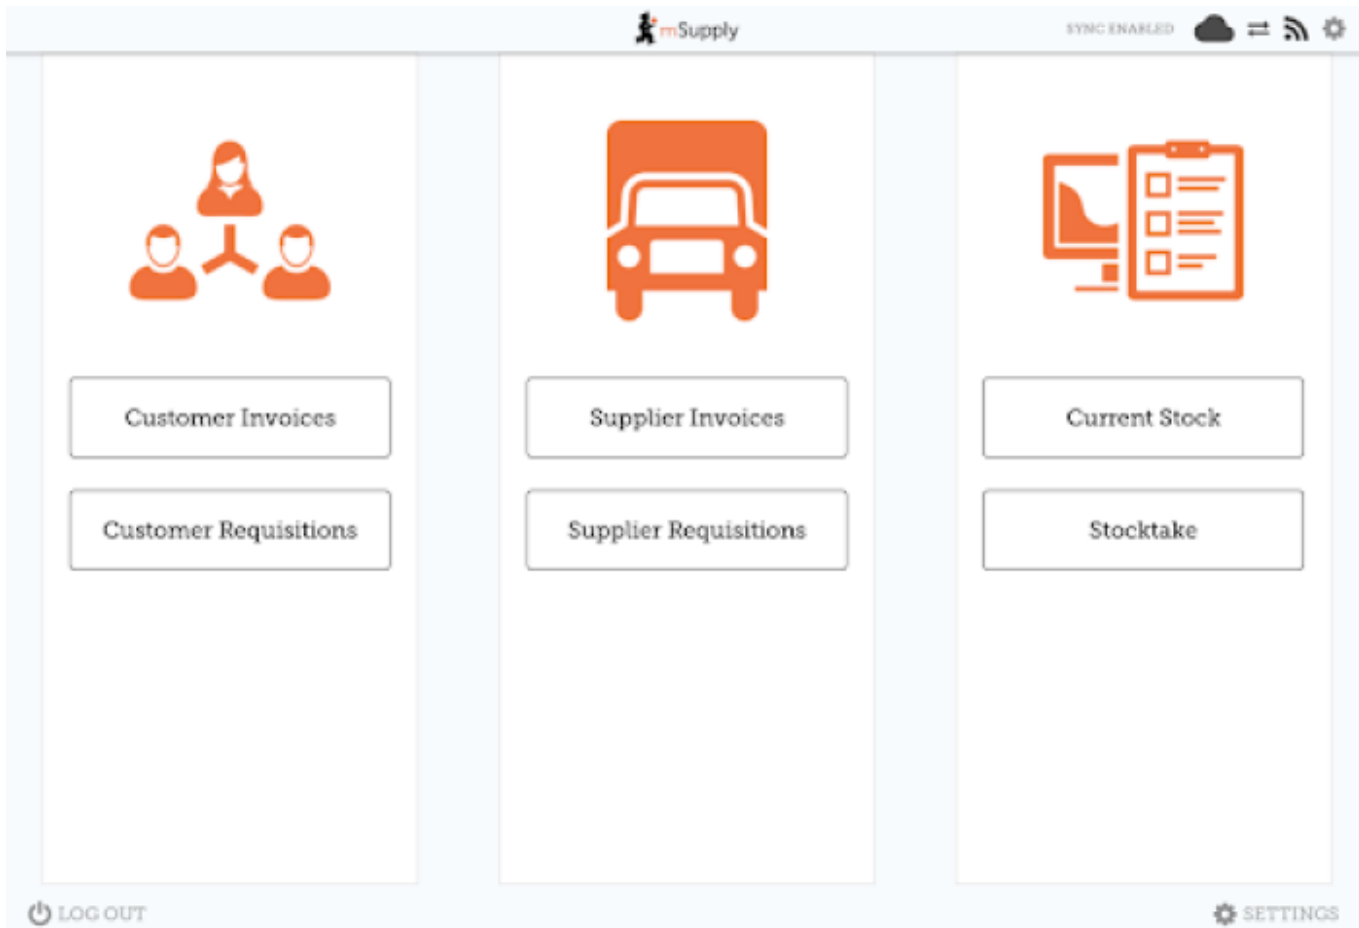 mSupply
SYNC ENABLED
Customer Invoices
Customer Requisitions
Supplier Invoices
Supplier Requisitions
Current Stock
Stocktake
LOG OUT
SETTINGS